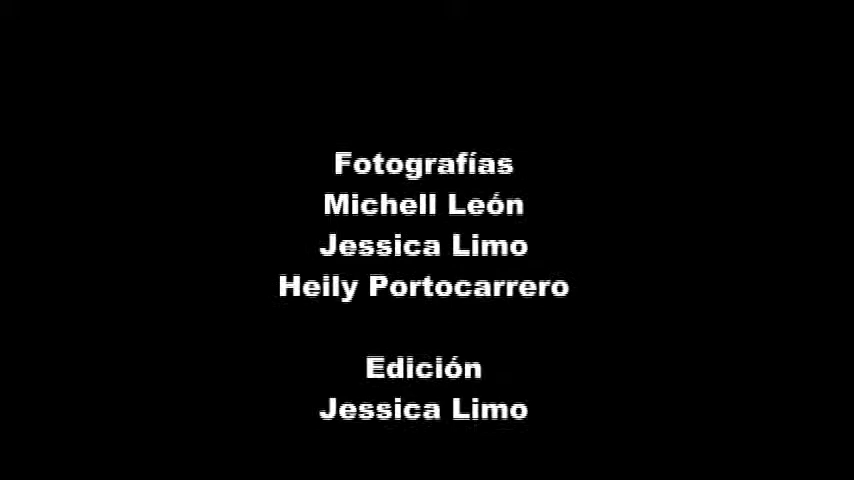 Fotografías
Michell León
Jessica Limo
Heily Portocarrero
Edición
Jessica Limo